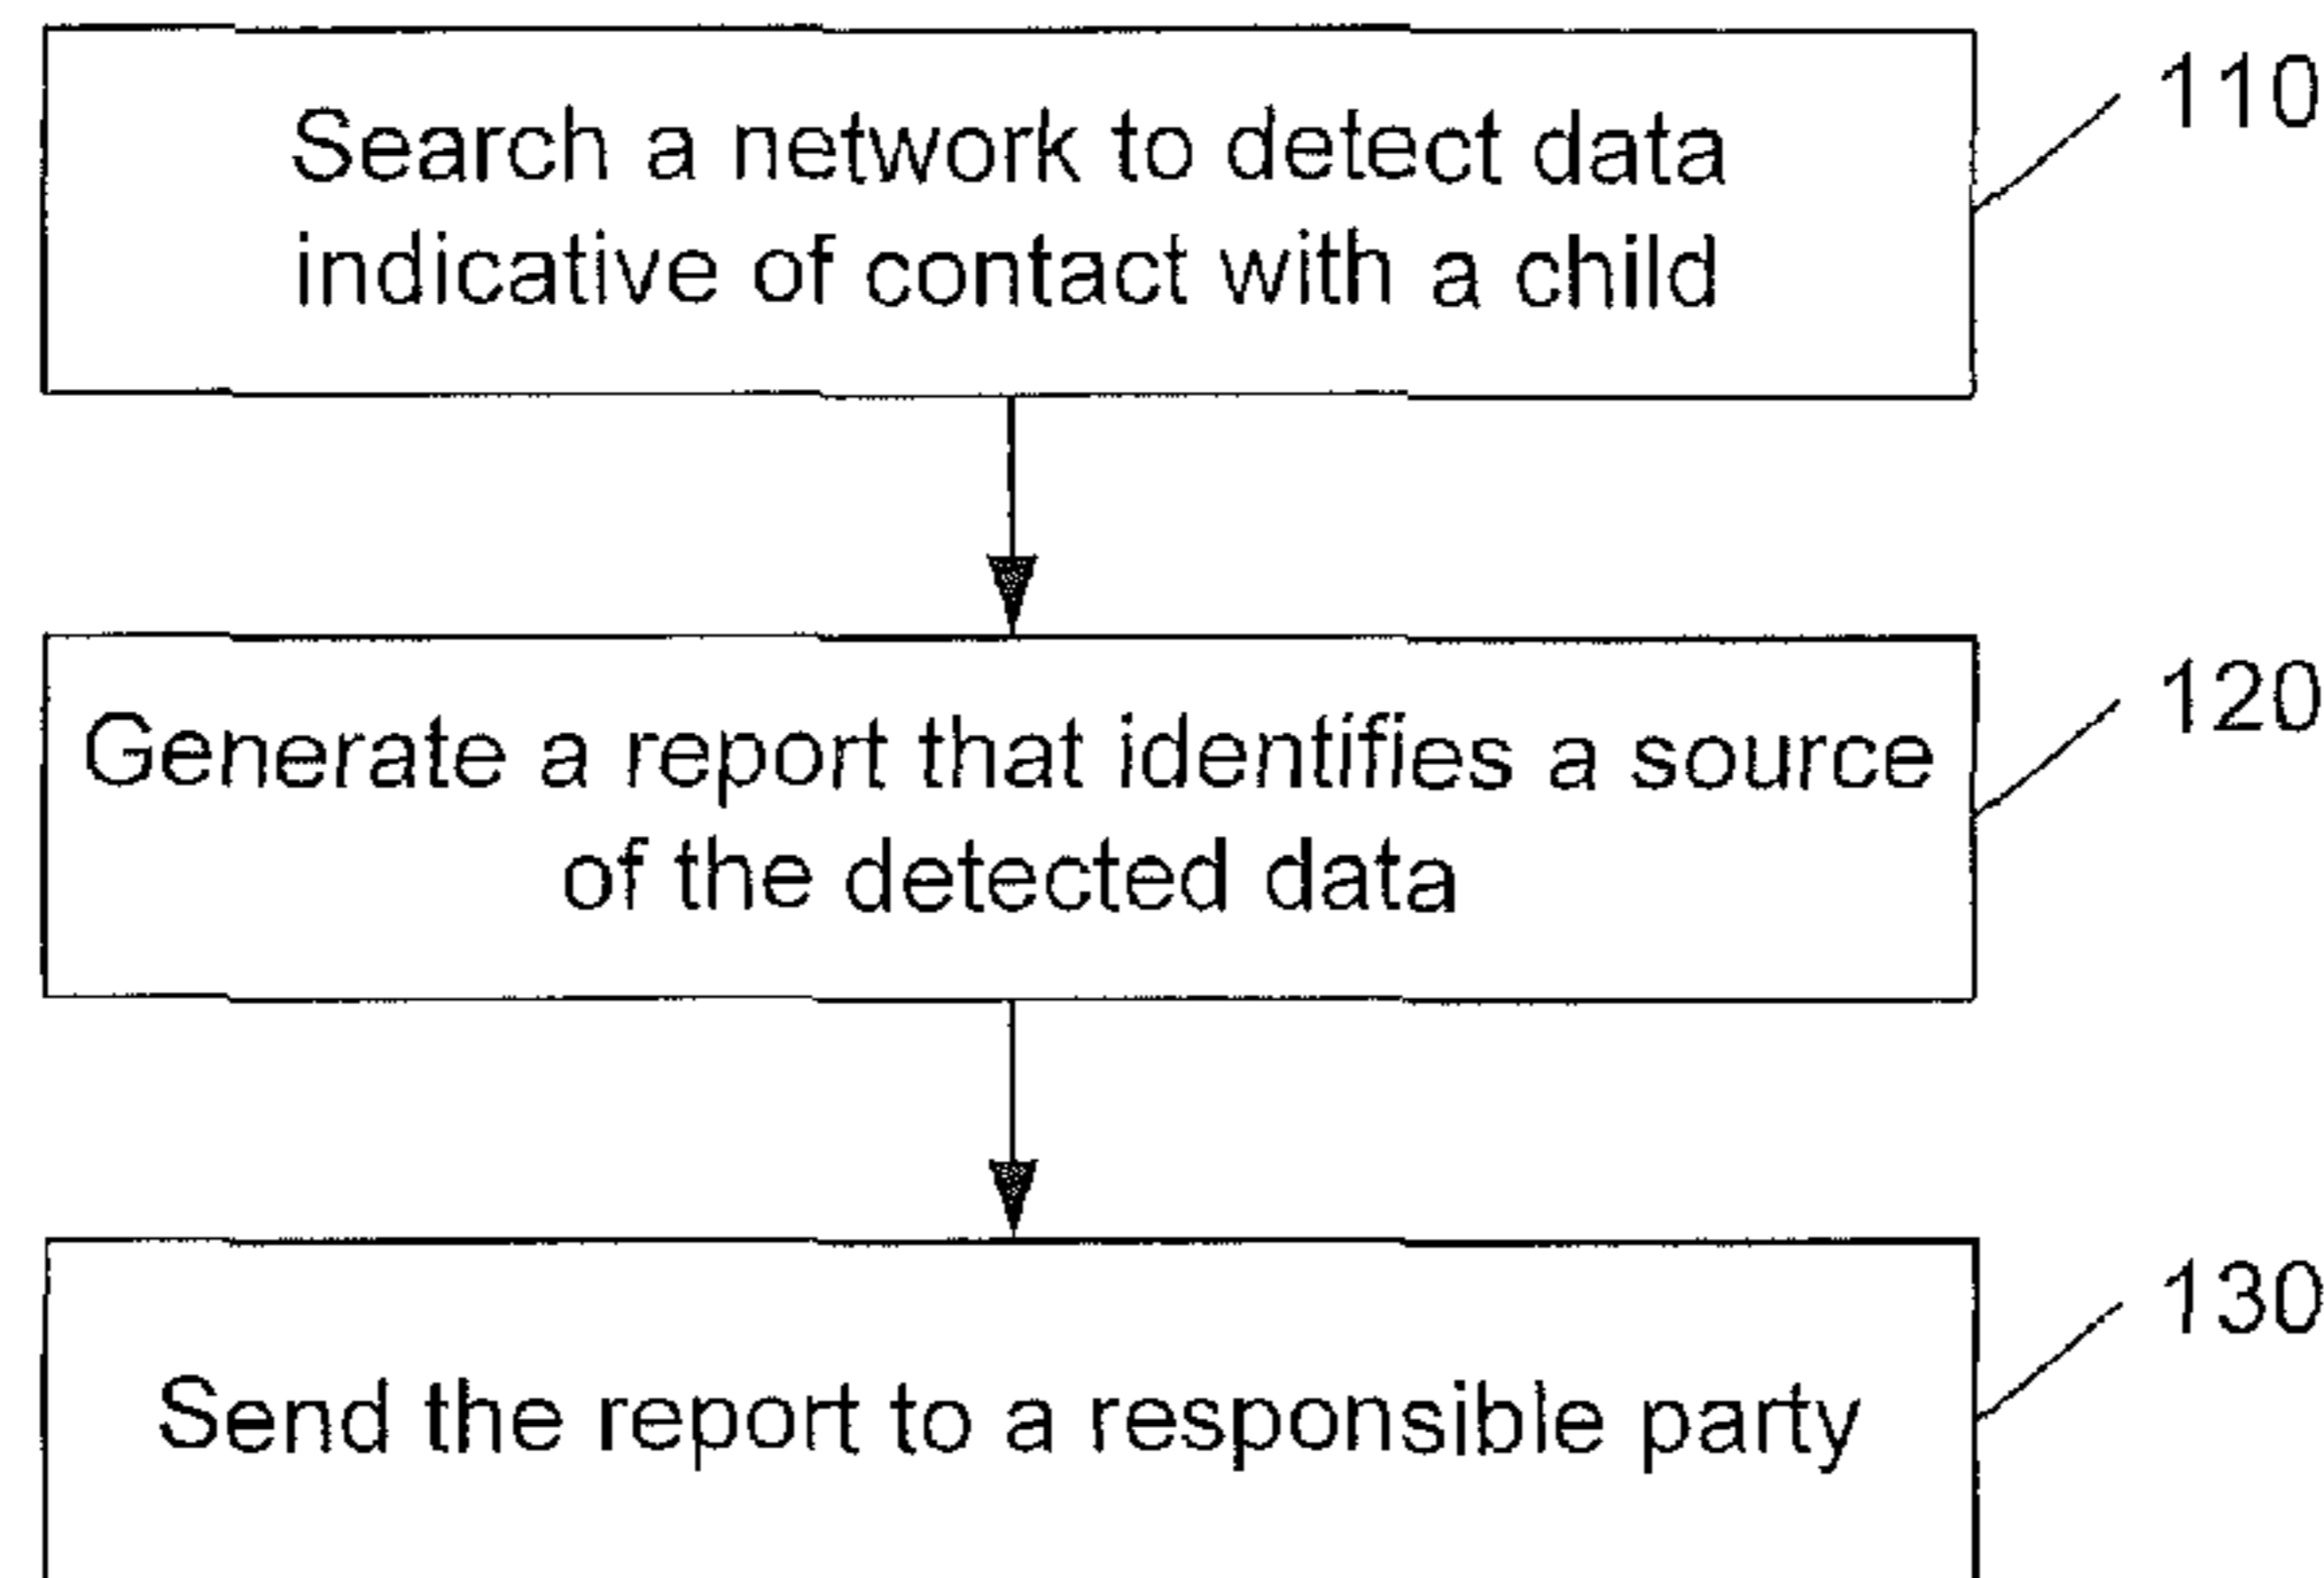 Search a network to detect data
indicative of contact with a child
110
Generate a report that identifies a source
of the detected data
120
Send the report to a responsible party
130